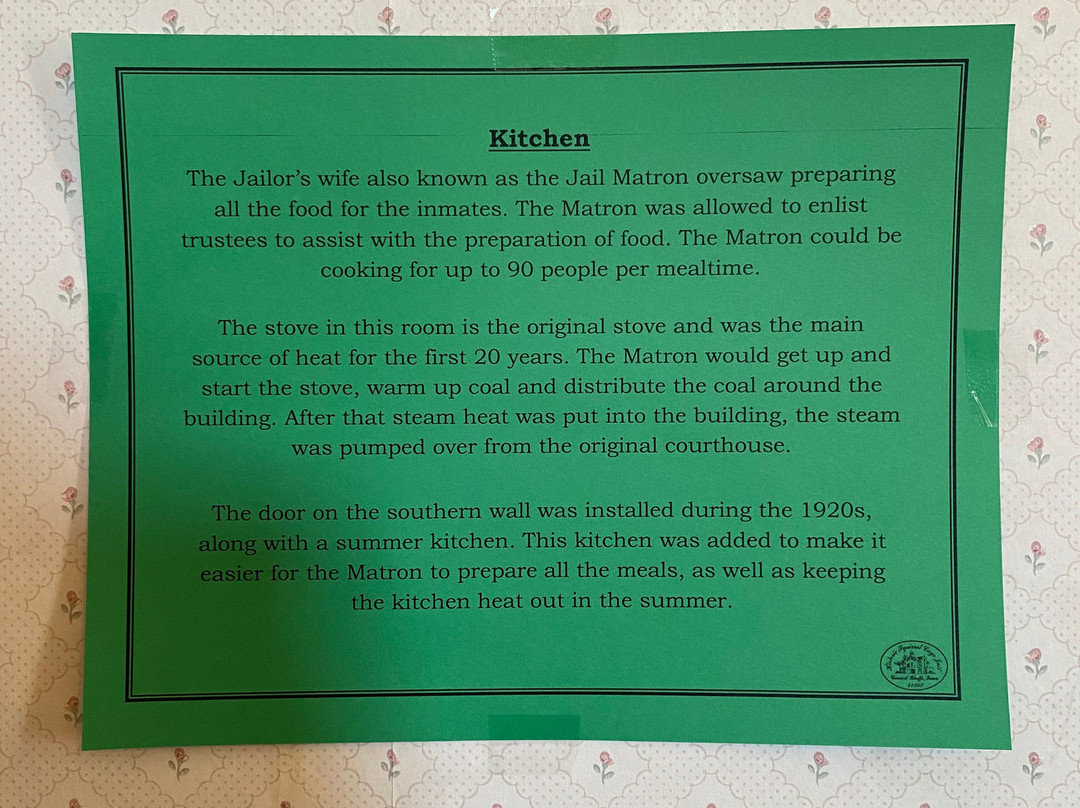 Kitchen
The Jailor's wife also known as the Jail Matron oversaw preparing
all the food for the inmates. The Matron was allowed to enlist
trustees to assist with the preparation of food. The Matron could be
cooking for up to 90 people per mealtime.
The stove in this room is the original stove and was the main
source of heat for the first 20 years. The Matron would get up and
start the stove, warm up coal and distribute the coal around the
building. After that steam heat was put into the building, the steam
was pumped over from the original courthouse.
The door on the southern wall was installed during the 1920s,
along with a summer kitchen. This kitchen was added to make it
easier for the Matron to prepare all the meals, as well as keeping
the kitchen heat out in the summer.
Squirrel Cage Jail
Council Bluffs, Iowa